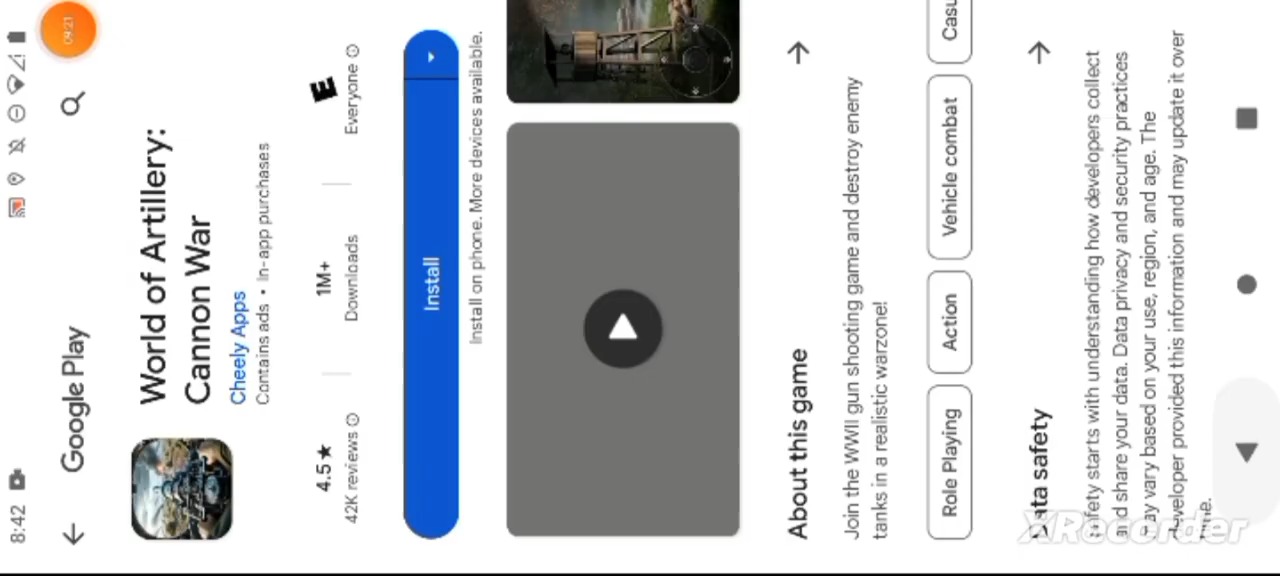 8:42
09:21
Google Play
World of Artillery:
Cannon War
Cheely Apps
Contains ads • In-app purchases
4.5★
42K reviews
1M+
Downloads
E
Everyone
Install
Install on phone. More devices available.
About this game
Join the WWII gun shooting game and destroy enemy
tanks in a realistic warzone!
Role Playing
Action
Vehicle combat
Casu
Data safety
Safety starts with understanding how developers collect
and share your data. Data privacy and security practices
may vary based on your use, region, and age. The
developer provided this information and may update it over
time.
XRecorder